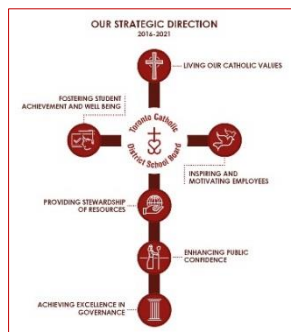 OUR STRATEGIC DIRECTION
2016-2021
LIVING OUR CATHOLIC VALUES
FOSTERING STUDENT
ACHIEVEMENT AND WELL BEING
Toronto Catholic
District School Board
INSPIRING AND
MOTIVATING EMPLOYEES
PROVIDING STEWARDSHIP
OF RESOURCES
ENHANCING PUBLIC
CONFIDENCE
ACHIEVING EXCELLENCE IN
GOVERNANCE